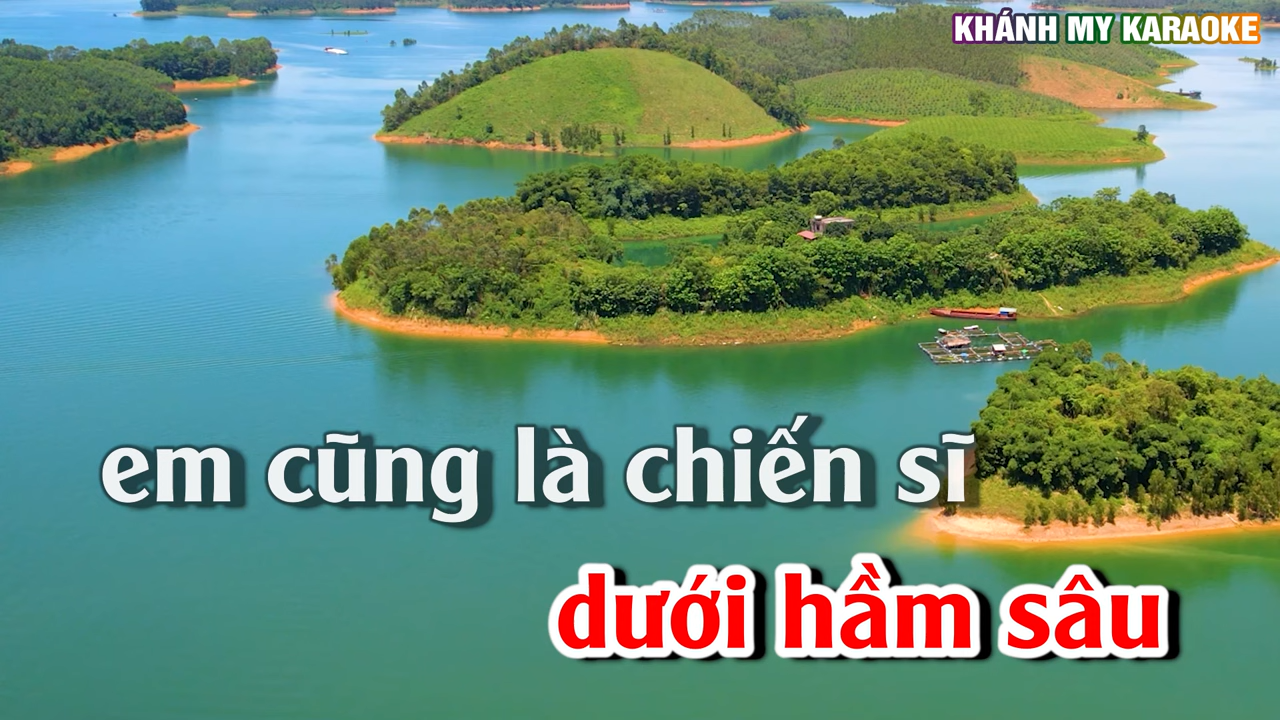 KHÁNH MY KARAOKE
em cũng là chiến sĩ
dưới hầm sâu